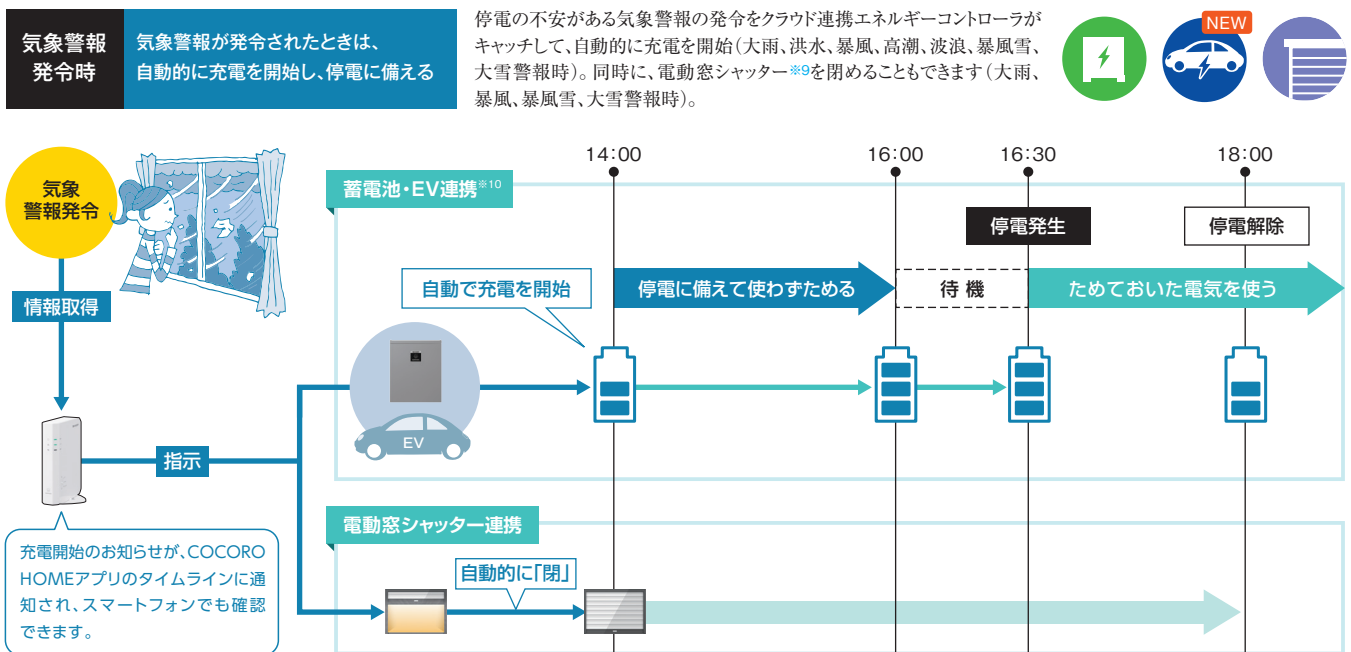 気象警報
発令時
気象警報が発令されたときは、
自動的に充電を開始し、停電に備える
停電の不安がある気象警報の発令をクラウド連携エネルギーコントローラが
キャッチして、自動的に充電を開始(大雨、洪水、暴風、高潮、波浪、暴風雪、
大雪警報時)。同時に、電動窓シャッター※9を閉めることもできます(大雨、
暴風、暴風雪、大雪警報時)。
NEW
気象
警報発令
情報取得
指示
充電開始のお知らせが、COCORO
HOMEアプリのタイムラインに通
知され、スマートフォンでも確認
できます。
14:00
16:00
16:30
18:00
蓄電池・EV連携※10
停電発生
停電解除
自動で充電を開始
停電に備えて使わずためる
待機
ためておいた電気を使う
EV
電動窓シャッター連携
自動的に「閉」